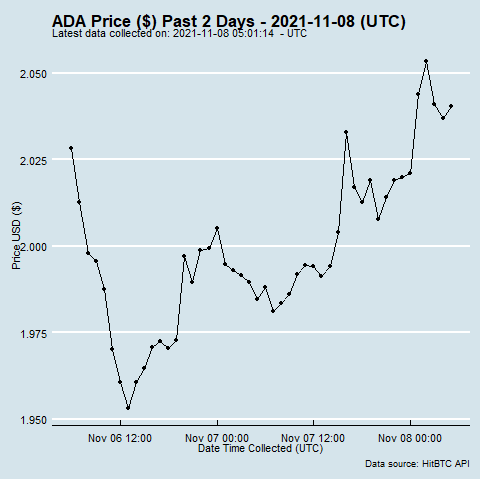 ADA Price ($) Past 2 Days - 2021-11-08 (UTC)
Latest data collected on: 2021-11-08 05:01:14 - UTC
Price USD ($)
2.050
2.025
2.000
1.975
1.950
Nov 06 12:00 Nov 07 00:00 Nov 07 12:00 Nov 08 00:00
Date Time Collected (UTC)
Data source: HitBTC API